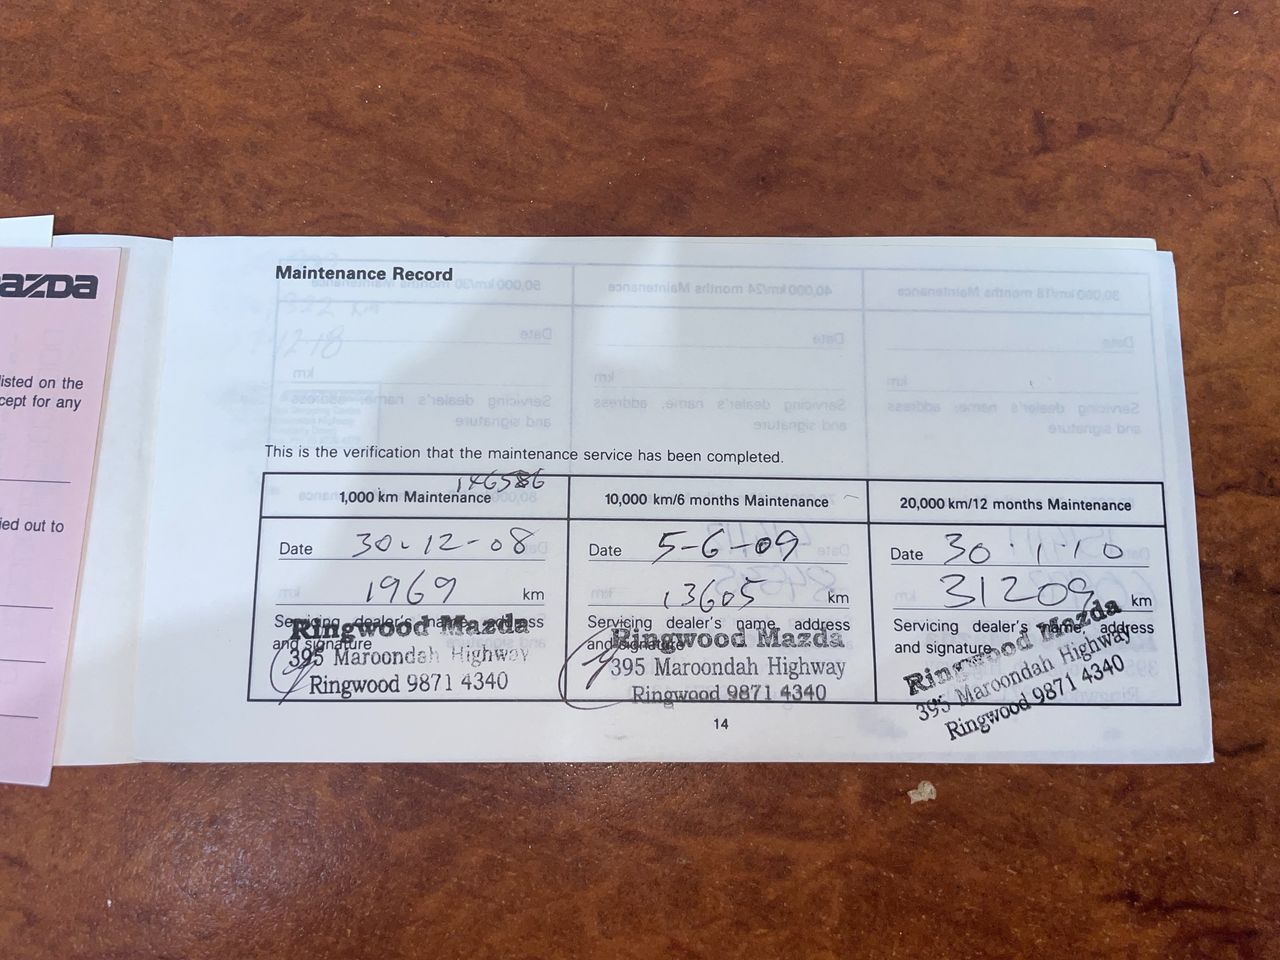 mazda
listed on the
cept for any
ied out to
Maintenance Record
This is the verification that the maintenance service has been completed.
1,000 km Maintenance
10,000 km/6 months Maintenance
20,000 km/12 months Maintenance
Date 30-12-08
1969 km
Servicing dealer's name, address
and signature
Ringwood Mazda
395 Maroondah Highway
Ringwood 9871 4340
Date 5-6-09
13605 km
Servicing dealer's name, address
and signature
Ringwood Mazda
395 Maroondah Highway
Ringwood 9871 4340
Date 30.1.10
31209 km
Servicing dealer's name, address
and signature
Ringwood Mazda
395 Maroondah Highway
Ringwood 9871 4340
14